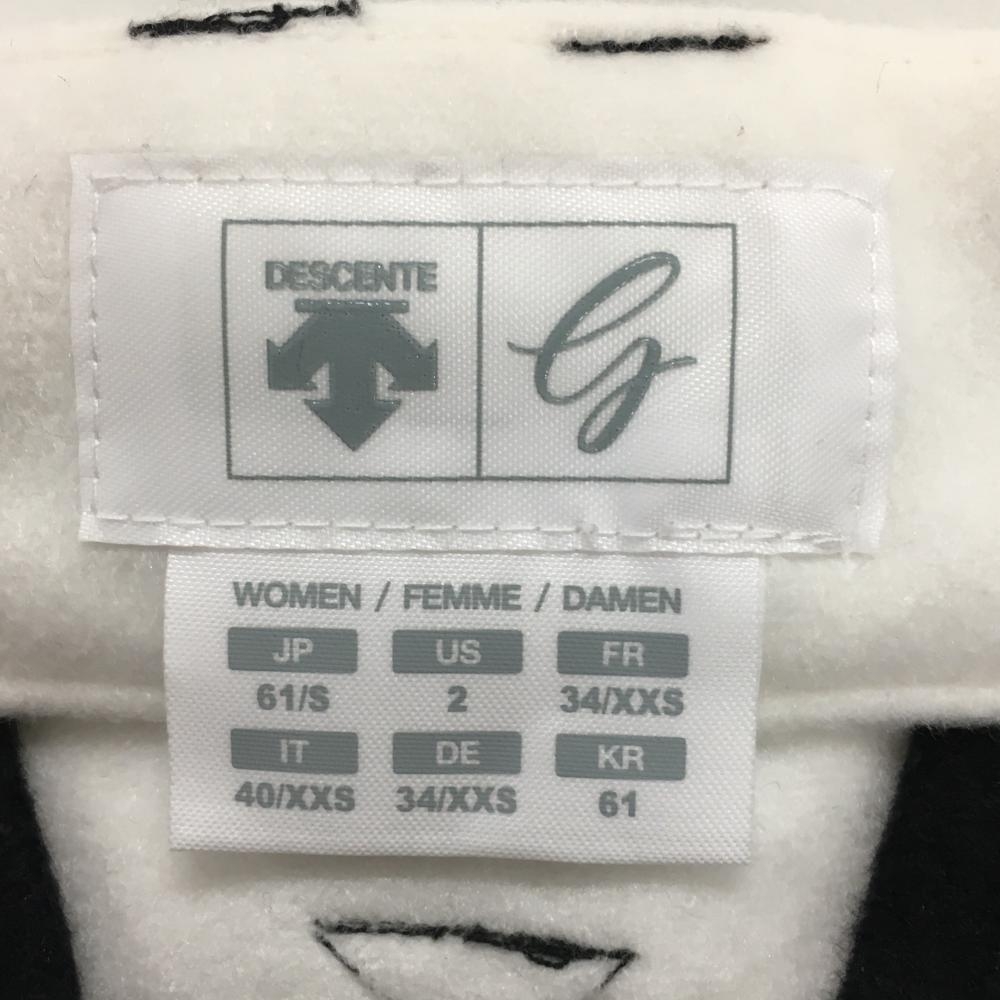 DESCENTE
WOMEN / FEMME / DAMEN
JP US FR
61/S 2 34/XXS
IT DE KR
40/XXS 34/XXS 61